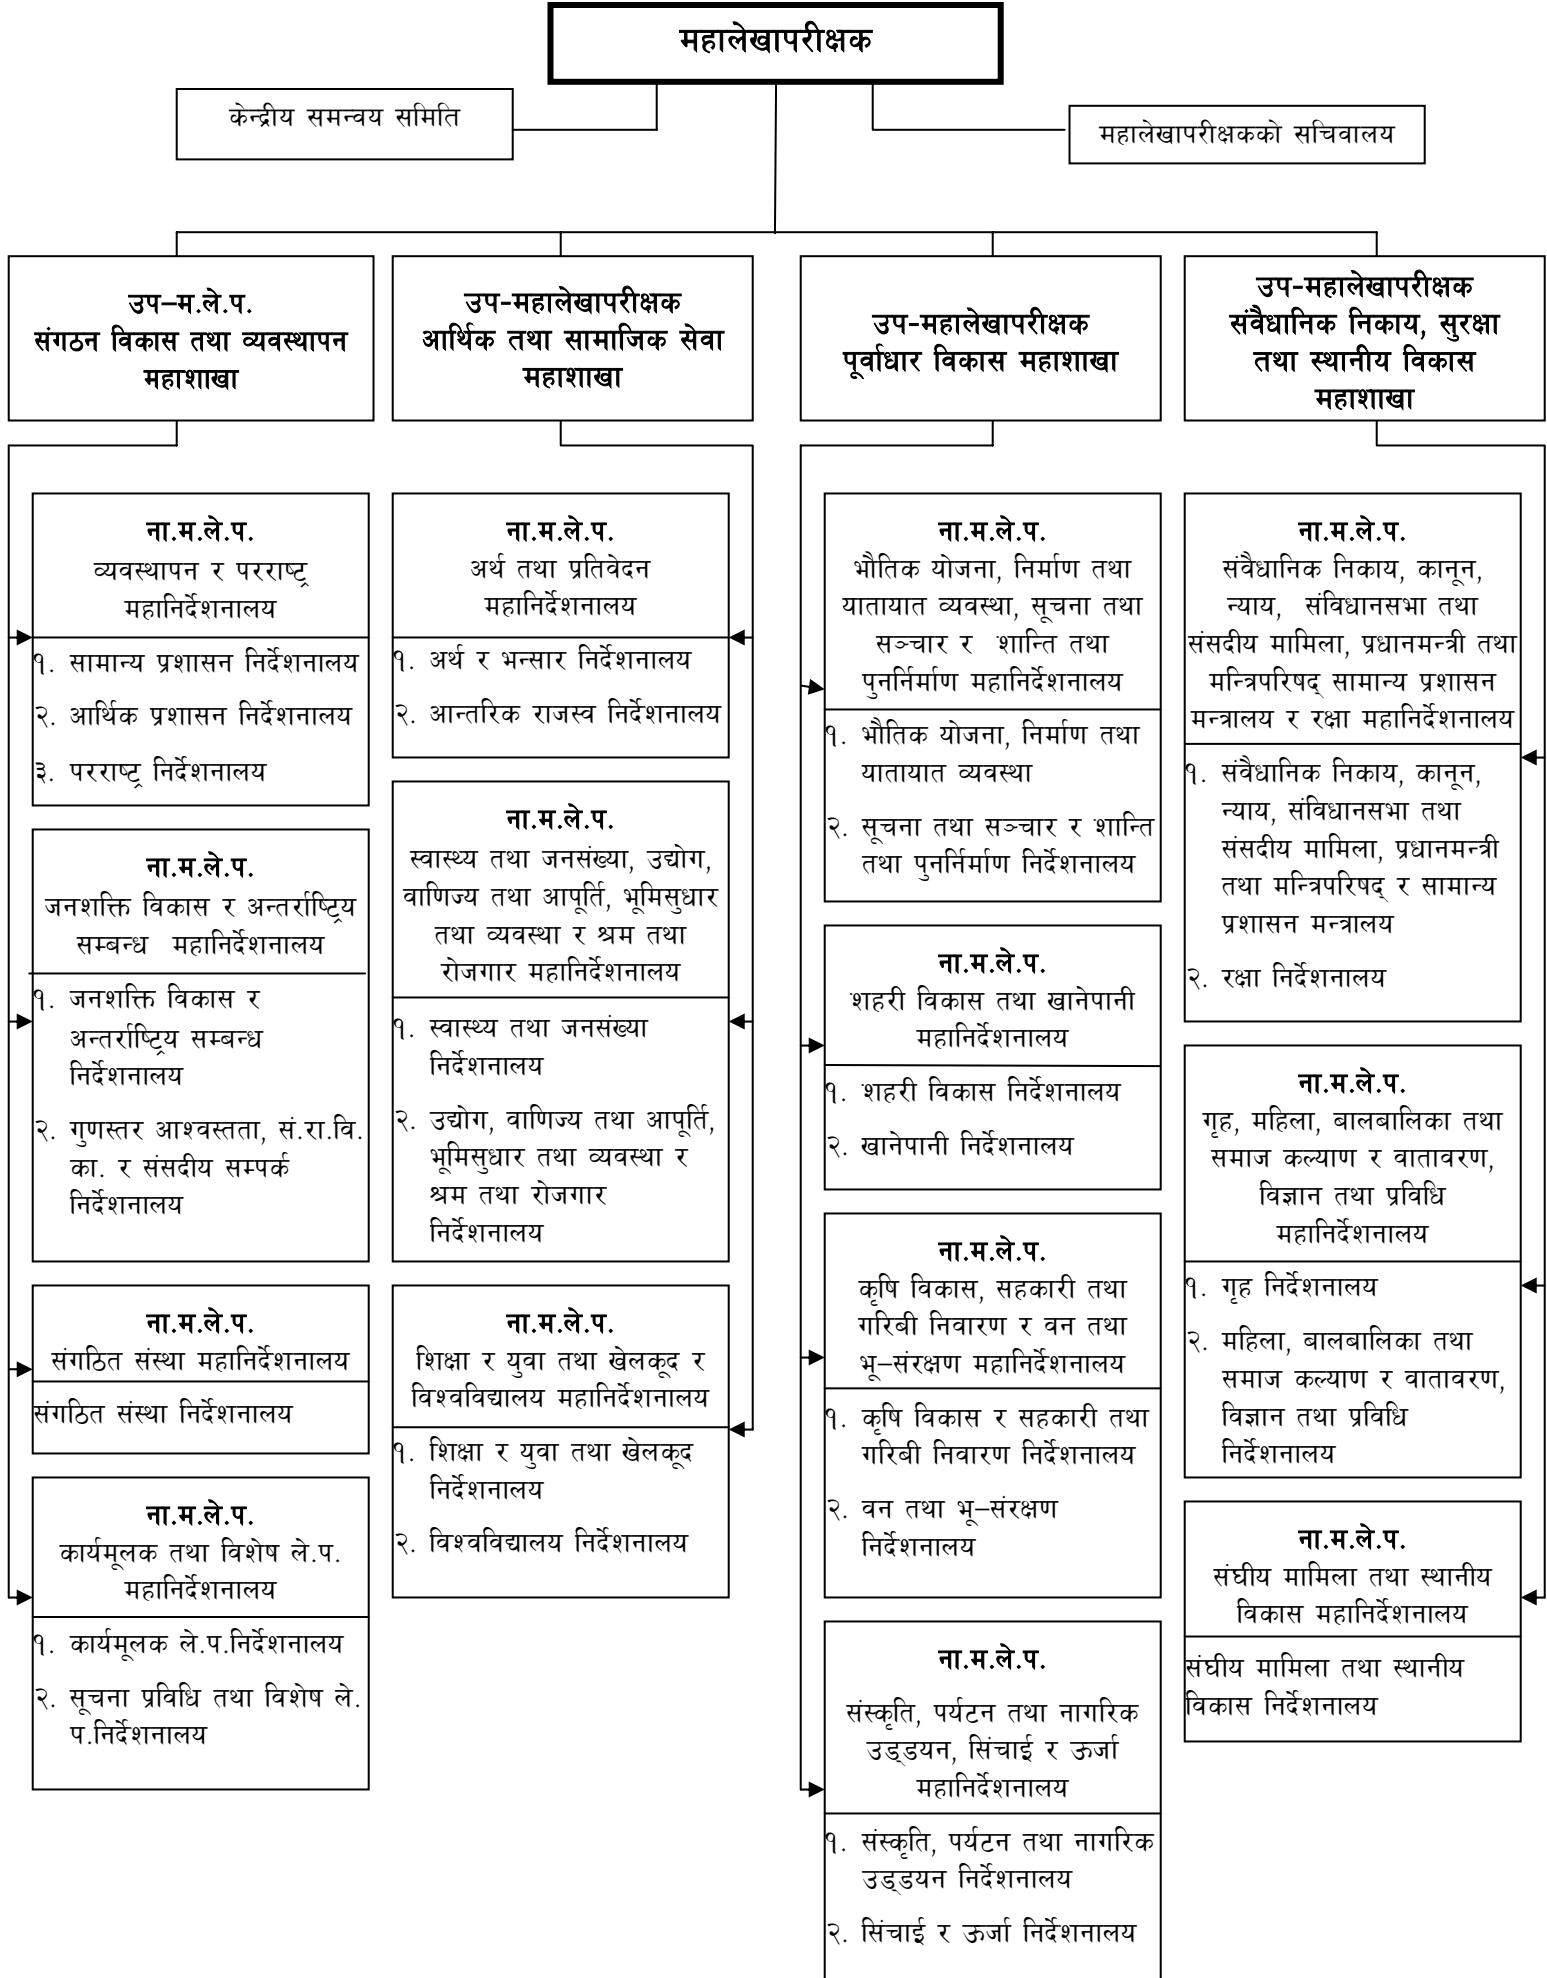 महालेखापरीक्षक
केन्द्रीय समन्वय समिति
महालेखापरीक्षकको सचिवालय
उप–म.ले.प.
संगठन विकास तथा व्यवस्थापन
महाशाखा
उप-महालेखापरीक्षक
आर्थिक तथा सामाजिक सेवा
महाशाखा
उप-महालेखापरीक्षक
पूर्वाधार विकास महाशाखा
उप-महालेखापरीक्षक
संवैधानिक निकाय, सुरक्षा
तथा स्थानीय विकास
महाशाखा
ना.म.ले.प.
व्यवस्थापन र परराष्ट्र
महानिर्देशनालय
१. सामान्य प्रशासन निर्देशनालय
२. आर्थिक प्रशासन निर्देशनालय
३. परराष्ट्र निर्देशनालय
ना.म.ले.प.
जनशक्ति विकास र अन्तर्राष्ट्रिय
सम्बन्ध महानिर्देशनालय
१. जनशक्ति विकास र
अन्तर्राष्ट्रिय सम्बन्ध
निर्देशनालय
२. गुणस्तर आश्वस्तता, सं.रा.वि.
का. र संसदीय सम्पर्क
निर्देशनालय
ना.म.ले.प.
संगठित संस्था महानिर्देशनालय
संगठित संस्था निर्देशनालय
ना.म.ले.प.
कार्यमूलक तथा विशेष ले.प.
महानिर्देशनालय
१. कार्यमूलक ले.प.निर्देशनालय
२. सूचना प्रविधि तथा विशेष ले.
प.निर्देशनालय
ना.म.ले.प.
अर्थ तथा प्रतिवेदन
महानिर्देशनालय
१. अर्थ र भन्सार निर्देशनालय
२. आन्तरिक राजस्व निर्देशनालय
ना.म.ले.प.
स्वास्थ्य तथा जनसंख्या, उद्योग,
वाणिज्य तथा आपूर्ति, भूमिसुधार
तथा व्यवस्था र श्रम तथा
रोजगार महानिर्देशनालय
१. स्वास्थ्य तथा जनसंख्या
निर्देशनालय
२. उद्योग, वाणिज्य तथा आपूर्ति,
भूमिसुधार तथा व्यवस्था र
श्रम तथा रोजगार
निर्देशनालय
ना.म.ले.प.
शिक्षा र युवा तथा खेलकूद र
विश्वविद्यालय महानिर्देशनालय
१. शिक्षा र युवा तथा खेलकूद
निर्देशनालय
२. विश्वविद्यालय निर्देशनालय
ना.म.ले.प.
भौतिक योजना, निर्माण तथा
यातायात व्यवस्था, सूचना तथा
सञ्चार र शान्ति तथा
पुनर्निर्माण महानिर्देशनालय
१. भौतिक योजना, निर्माण तथा
यातायात व्यवस्था
२. सूचना तथा सञ्चार र शान्ति
तथा पुनर्निर्माण निर्देशनालय
ना.म.ले.प.
शहरी विकास तथा खानेपानी
महानिर्देशनालय
१. शहरी विकास निर्देशनालय
२. खानेपानी निर्देशनालय
ना.म.ले.प.
कृषि विकास, सहकारी तथा
गरिबी निवारण र वन तथा
भू–संरक्षण महानिर्देशनालय
१. कृषि विकास र सहकारी तथा
गरिबी निवारण निर्देशनालय
२. वन तथा भू–संरक्षण
निर्देशनालय
ना.म.ले.प.
संस्कृति, पर्यटन तथा नागरिक
उड्डयन, सिंचाई र ऊर्जा
महानिर्देशनालय
१. संस्कृति, पर्यटन तथा नागरिक
उड्डयन निर्देशनालय
२. सिंचाई र ऊर्जा निर्देशनालय
ना.म.ले.प.
संवैधानिक निकाय, कानून,
न्याय, संविधानसभा तथा
संसदीय मामिला, प्रधानमन्त्री तथा
मन्त्रिपरिषद् सामान्य प्रशासन
मन्त्रालय र रक्षा महानिर्देशनालय
१. संवैधानिक निकाय, कानून,
न्याय, संविधानसभा तथा
संसदीय मामिला, प्रधानमन्त्री
तथा मन्त्रिपरिषद् र सामान्य
प्रशासन मन्त्रालय
२. रक्षा निर्देशनालय
ना.म.ले.प.
गृह, महिला, बालबालिका तथा
समाज कल्याण र वातावरण,
विज्ञान तथा प्रविधि
महानिर्देशनालय
१. गृह निर्देशनालय
२. महिला, बालबालिका तथा
समाज कल्याण र वातावरण,
विज्ञान तथा प्रविधि
निर्देशनालय
ना.म.ले.प.
संघीय मामिला तथा स्थानीय
विकास महानिर्देशनालय
संघीय मामिला तथा स्थानीय
विकास निर्देशनालय